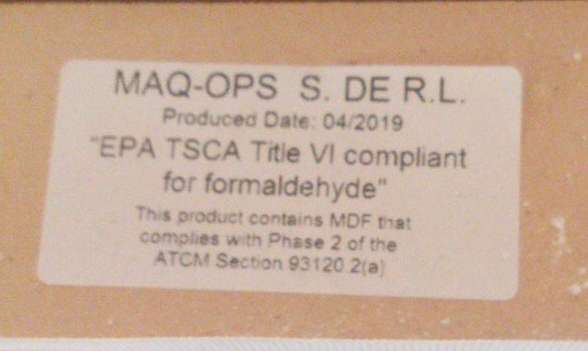 MAQ-OPS S. DE R.L.
Produced Date: 04/2019
"EPA TSCA Title VI compliant
for formaldehyde"
This product contains MDF that
complies with Phase 2 of the
ATCM Section 93120.2(a)